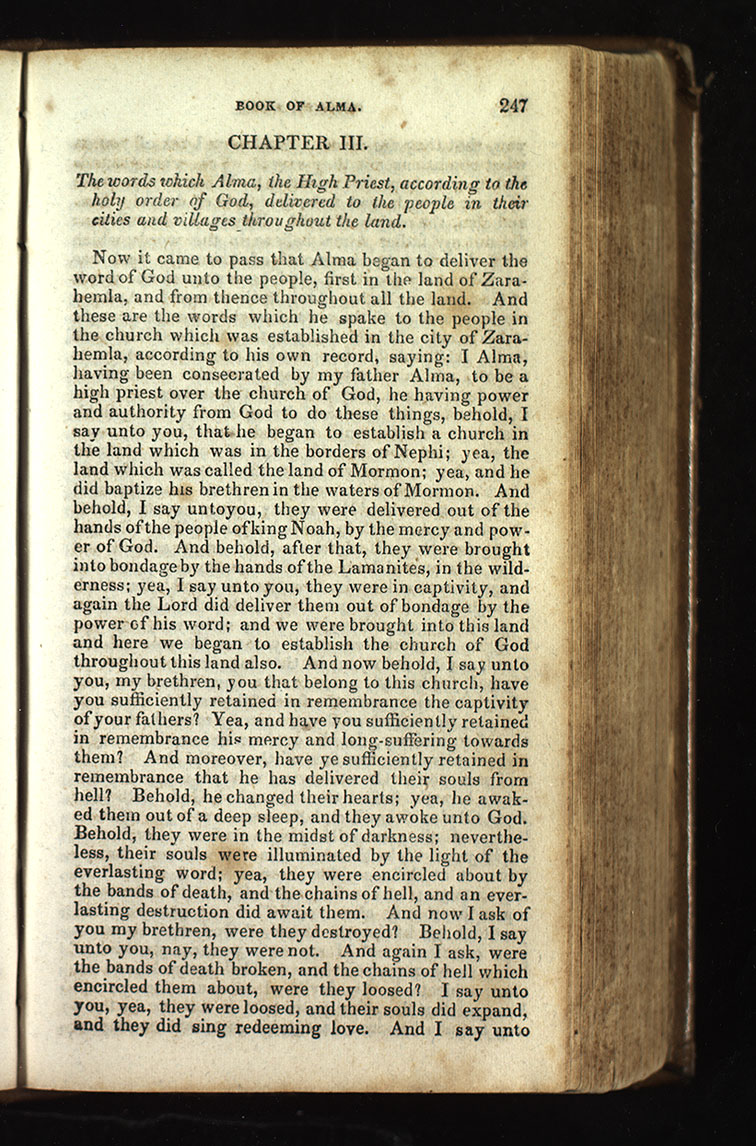 BOOK OF ALMA. 247
CHAPTER III.
The words which Alma, the High Priest, according to the
holy order of God, delivered to the people in their
cities and villages throughout the land.
Now it came to pass that Alma began to deliver the
word of God unto the people, first in the land of Zara-
hemla, and from thence throughout all the land. And
these are the words which he spake to the people in
the church which was established in the city of Zara-
hemla, according to his own record, saying: I Alma,
having been consecrated by my father Alma, to be a
high priest over the church of God, he having power
and authority from God to do these things, behold, I
say unto you, that he began to establish a church in
the land which was in the borders of Nephi; yea, the
land which was called the land of Mormon; yea, and he
did baptize his brethren in the waters of Mormon. And
behold, I say unto you, they were delivered out of the
hands of the people of king Noah, by the mercy and pow-
er of God. And behold, after that, they were brought
into bondage by the hands of the Lamanites, in the wild-
erness; yea, I say unto you, they were in captivity, and
again the Lord did deliver them out of bondage by the
power of his word; and we were brought into this land
and here we began to establish the church of God
throughout this land also. And now behold, I say unto
you, my brethren, you that belong to this church, have
you sufficiently retained in remembrance the captivity
of your fathers? Yea, and have you sufficiently retained
in remembrance his mercy and long-suffering towards
them? And moreover, have ye sufficiently retained in
remembrance that he has delivered their souls from
hell? Behold, he changed their hearts; yea, he awak-
ed them out of a deep sleep, and they awoke unto God.
Behold, they were in the midst of darkness; neverthe-
less, their souls were illuminated by the light of the
everlasting word; yea, they were encircled about by
the bands of death, and the chains of hell, and an ever-
lasting destruction did await them. And now I ask of
you my brethren, were they destroyed? Behold, I say
unto you, nay, they were not. And again I ask, were
the bands of death broken, and the chains of hell which
encircled them about, were they loosed? I say unto
you, yea, they were loosed, and their souls did expand,
and they did sing redeeming love. And I say unto